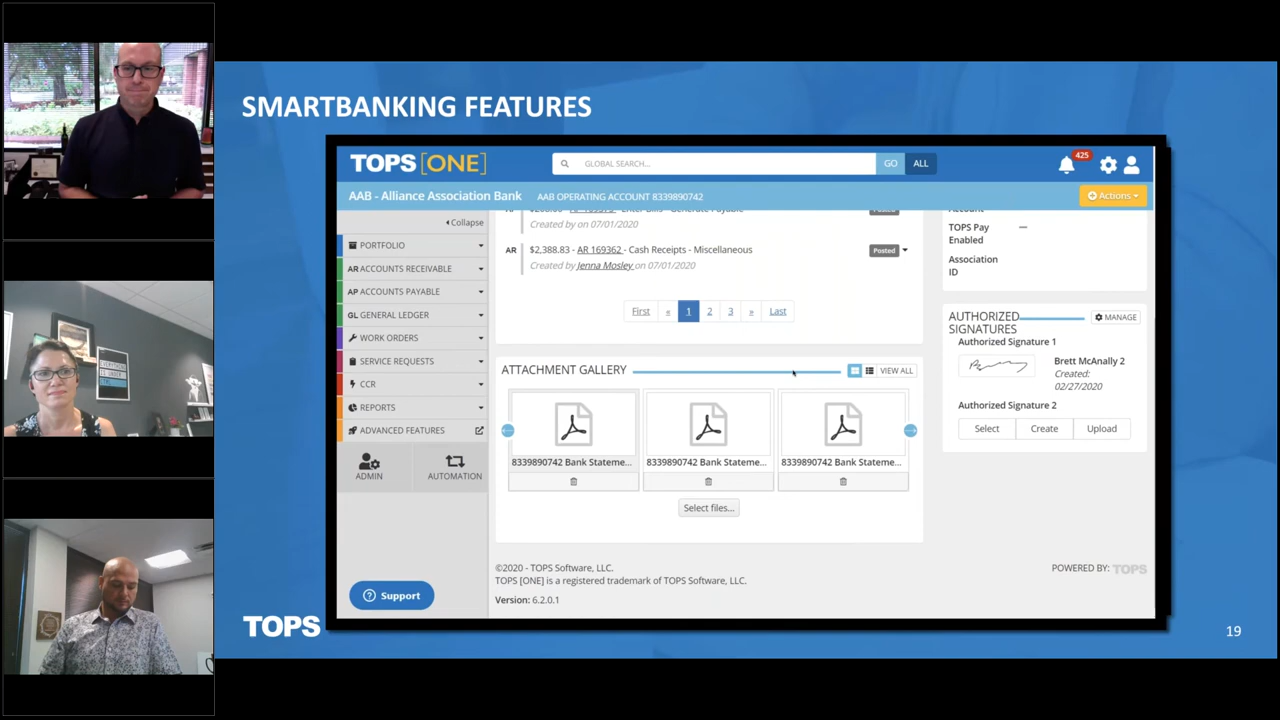 SMARTBANKING FEATURES
TOPS [ONE]
GLOBAL SEARCH...
GO
ALL
425
AAB - Alliance Association Bank
AAB OPERATING ACCOUNT 8339890742
Actions
Collapse
PORTFOLIO
AR ACCOUNTS RECEIVABLE
AP ACCOUNTS PAYABLE
GL GENERAL LEDGER
WORK ORDERS
SERVICE REQUESTS
CCR
REPORTS
ADVANCED FEATURES
ADMIN
AUTOMATION
Support
Created by on 07/01/2020
AR
$2,388.83 - AR 169362 - Cash Receipts - Miscellaneous
Posted
Created by Jenna Mosley on 07/01/2020
First
«
1
2
3
»
Last
ATTACHMENT GALLERY
VIEW ALL
8339890742 Bank Stateme...
8339890742 Bank Stateme...
8339890742 Bank Stateme...
Select files...
TOPS Pay
Enabled
—
Association
ID
AUTHORIZED
SIGNATURES
MANAGE
Authorized Signature 1
Brett McAnally 2
Created:
02/27/2020
Authorized Signature 2
Select
Create
Upload
©2020 - TOPS Software, LLC.
TOPS [ONE] is a registered trademark of TOPS Software, LLC.
Version: 6.2.0.1
POWERED BY: TOPS
TOPS
19